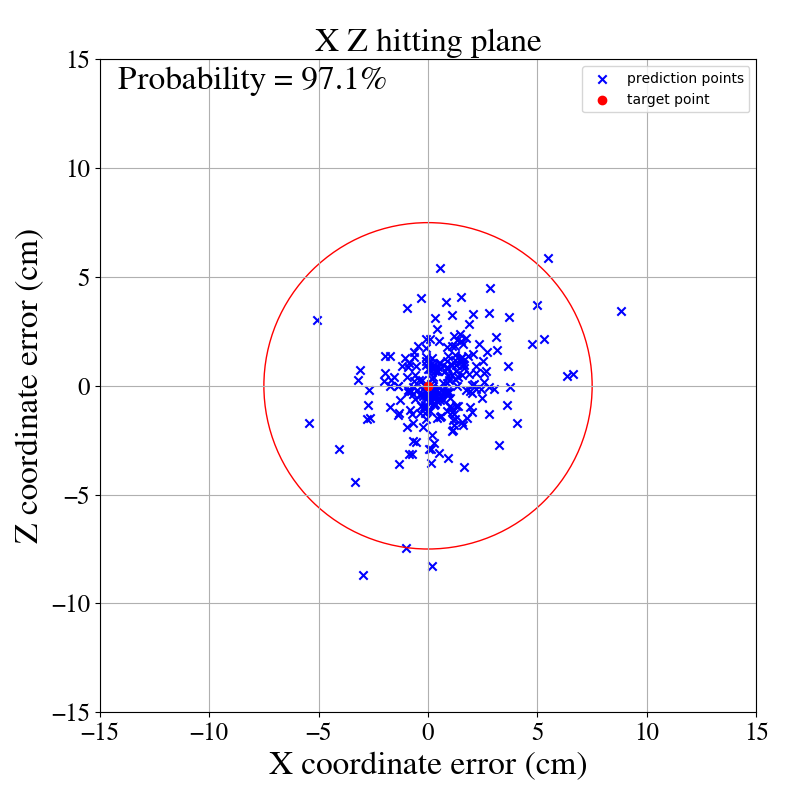 X Z hitting plane
Probability = 97.1%
prediction points
target point
Z coordinate error (cm)
15
10
5
0
−5
−10
−15
−15
−10
−5
0
5
10
15
X coordinate error (cm)